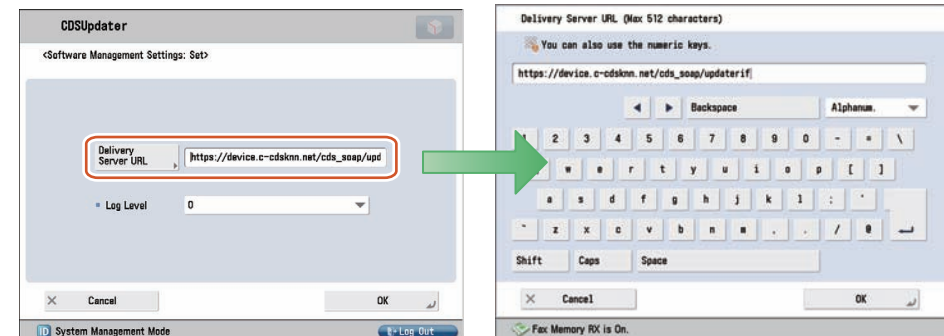 CDSUpdater
<Software Management Settings: Set>
Delivery
Server URL
https://device.c-cdsknn.net/cds_soap/upd
Log Level
0
Cancel
OK
System Management Mode
Log Out
Delivery Server URL (Max 512 characters)
You can also use the numeric keys.
https://device.c-cdsknn.net/cds_soap/updaterif
Backspace
Alphanum.
2 3 4 5 6 7 8 9 0 - = \
w e r t y u i o p [ ]
a s d f g h j k l ; '
` z x c v b n m , . / @
Shift
Caps
Space
Cancel
OK
Fax Memory RX is On.